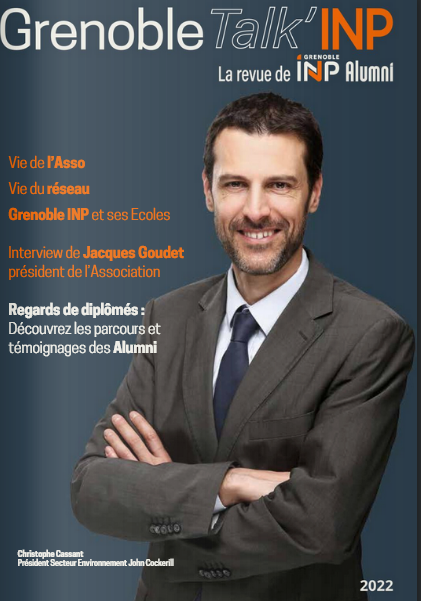 Grenoble Talk'INP
La revue de GRENOBLE INP Alumni
Vie de l'Asso
Vie du réseau
Grenoble INP et ses Ecoles
Interview de Jacques Goudet
président de l'Association
Regards de diplômés :
Découvrez les parcours et
témoignages des Alumni
Christophe Cassant
Président Secteur Environnement John Cockerill
2022